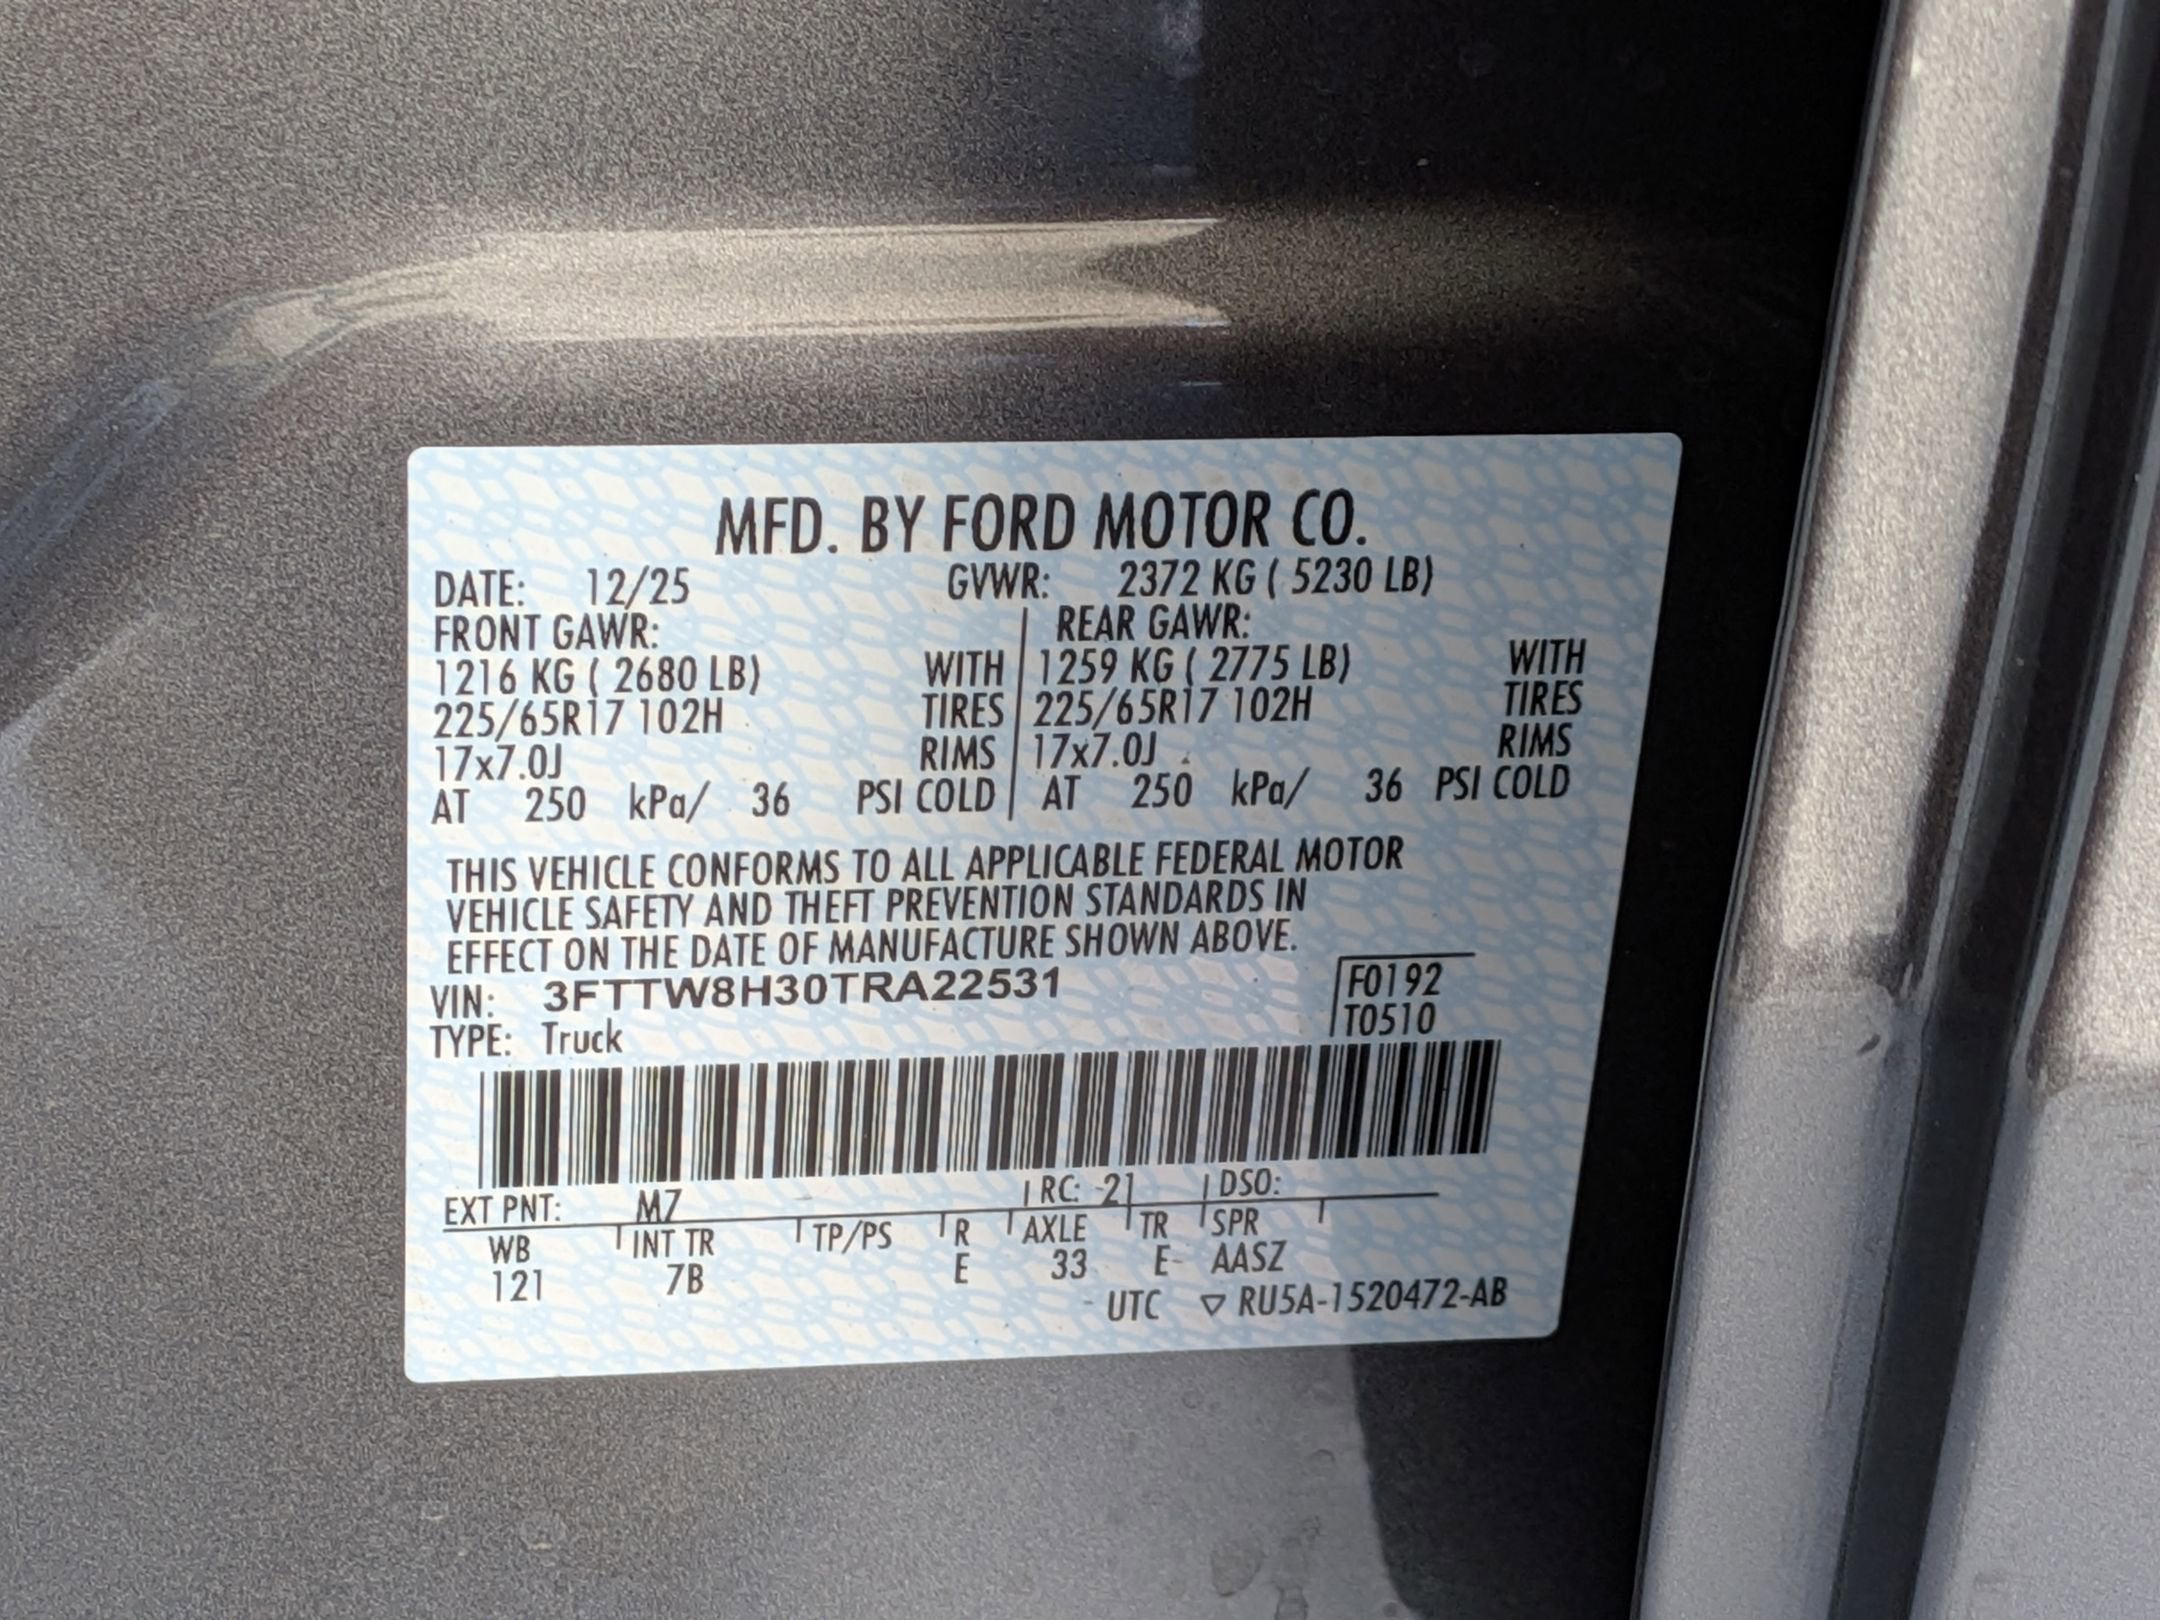 MFD. BY FORD MOTOR CO.
DATE: 12/25 GVWR: 2372 KG ( 5230 LB)
FRONT GAWR: REAR GAWR:
1216 KG ( 2680 LB) WITH 1259 KG ( 2775 LB) WITH
225/65R17 102H TIRES 225/65R17 102H TIRES
17x7.0J RIMS 17x7.0J RIMS
AT 250 kPa/ 36 PSI COLD AT 250 kPa/ 36 PSI COLD
THIS VEHICLE CONFORMS TO ALL APPLICABLE FEDERAL MOTOR
VEHICLE SAFETY AND THEFT PREVENTION STANDARDS IN
EFFECT ON THE DATE OF MANUFACTURE SHOWN ABOVE.
VIN: 3FTTW8H30TRA22531 F0192
TYPE: Truck T0510
EXT PNT: M7 RC: 21 DSO:
WB INT TR TP/PS R AXLE TR SPR
121 7B E 33 E AASZ
UTC ▽ RU5A-1520472-AB